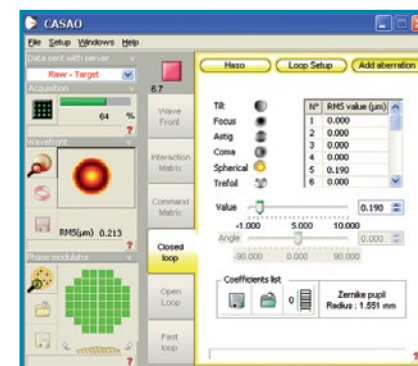 CASAO
File Setup Windows Help
Data sent with server
Raw - Target
Acquisition
64 %
?
Wavefront
RMS(µm) 0.213
?
Phase modulator
?
6.7
Wave
Front
Interaction
Matrix
Command
Matrix
Closed
loop
Open
Loop
Fast
loop
Haso Loop Setup Add aberration
Tilt
Focus
Astig
Coma
Spherical
Trefoil
N° RMS value (µm)
1 0.000
2 0.000
3 0.000
4 0.000
5 0.190
6 0.000
Value 0.190
-1.000 5.000 10.000
Angle 0.000
-90.000 0.000 90.000
Coefficients list
0
Zernike pupil
Radius : 1.551 mm
?